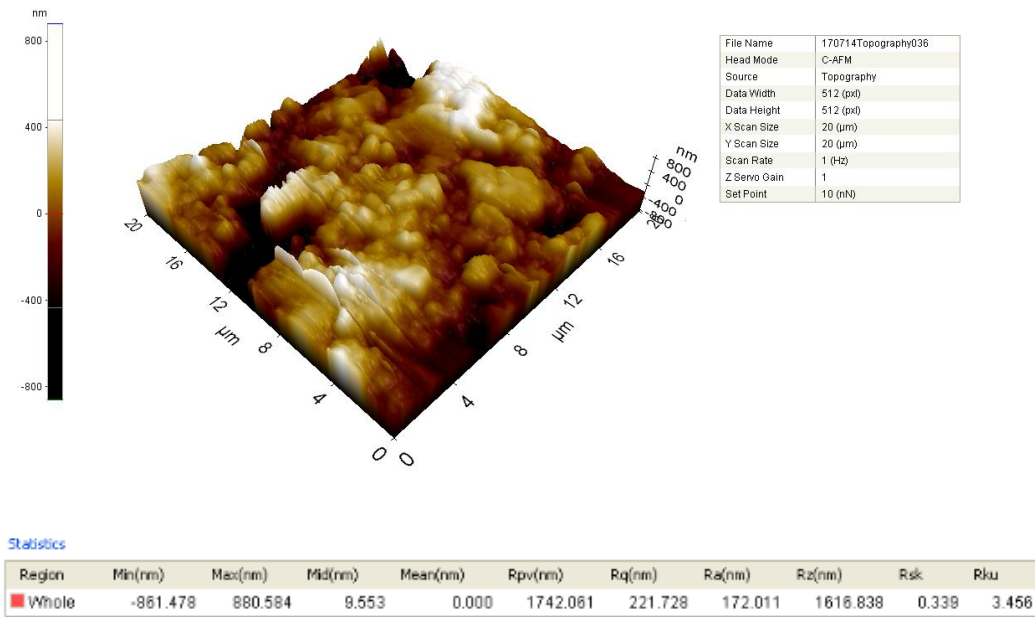 nm
800
400
0
-400
-800
File Name 170714Topography036
Head Mode C-AFM
Source Topography
Data Width 512 (pxl)
Data Height 512 (pxl)
X Scan Size 20 (µm)
Y Scan Size 20 (µm)
Scan Rate 1 (Hz)
Z Servo Gain 1
Set Point 10 (nN)
nm
800
400
0
-400
-800
20
16
12
µm
8
4
0
20
16
12
µm
8
4
0
Statistics
Region Min(nm) Max(nm) Mid(nm) Mean(nm) Rpv(nm) Rq(nm) Ra(nm) Rz(nm) Rsk Rku
Whole -861.478 880.584 9.553 0.000 1742.061 221.728 172.011 1616.838 0.339 3.456